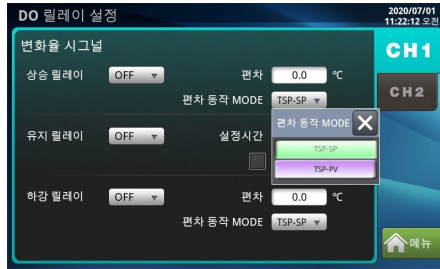 DO 릴레이 설정
2020/07/01
11:22:12 오전
변화율 시그널
CH1
CH2
상승 릴레이 OFF 편차 0.0 ℃
편차 동작 MODE TSP-SP
편차 동작 MODE X
유지 릴레이 OFF 설정시간
TSP-SP
TSP-PV
하강 릴레이 OFF 편차 0.0 ℃
편차 동작 MODE TSP-SP
메뉴